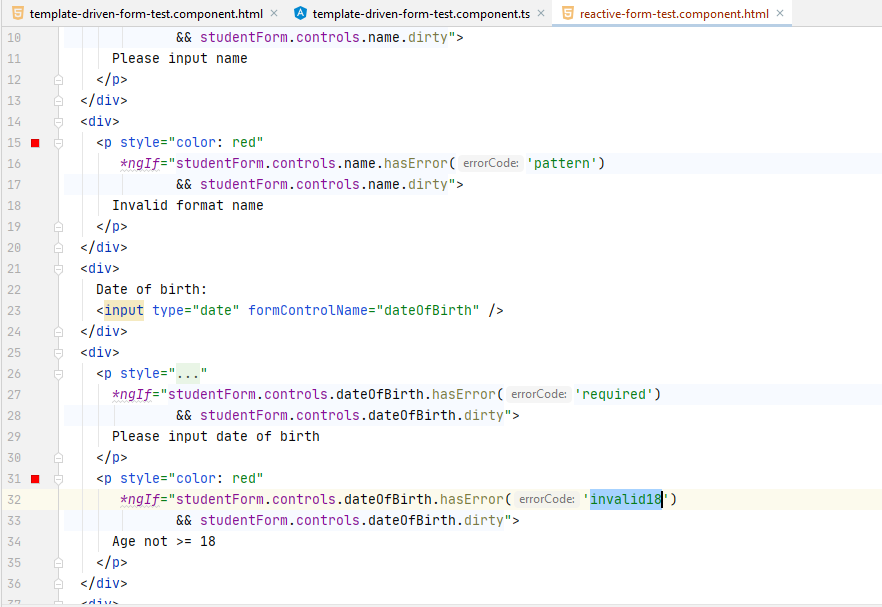 template-driven-form-test.component.html × template-driven-form-test.component.ts × reactive-form-test.component.html ×
10 && studentForm.controls.name.dirty">
11 Please input name
12 </p>
13 </div>
14 <div>
15 <p style="color: red"
16 *ngIf="studentForm.controls.name.hasError( errorCode: 'pattern')
17 && studentForm.controls.name.dirty">
18 Invalid format name
19 </p>
20 </div>
21 <div>
22 Date of birth:
23 <input type="date" formControlName="dateOfBirth" />
24 </div>
25 <div>
26 <p style="..."
27 *ngIf="studentForm.controls.dateOfBirth.hasError( errorCode: 'required')
28 && studentForm.controls.dateOfBirth.dirty">
29 Please input date of birth
30 </p>
31 <p style="color: red"
32 *ngIf="studentForm.controls.dateOfBirth.hasError( errorCode: 'invalid18')
33 && studentForm.controls.dateOfBirth.dirty">
34 Age not >= 18
35 </p>
36 </div>
37 <div>